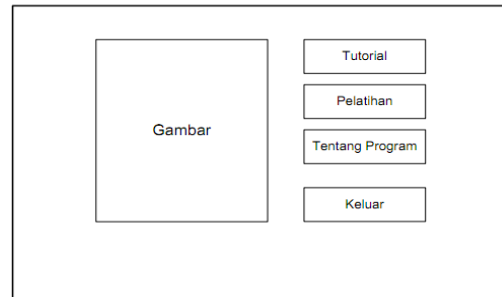 Gambar
Tutorial
Pelatihan
Tentang Program
Keluar